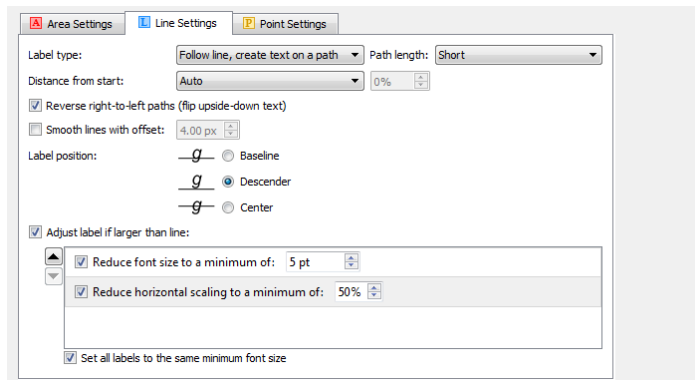 A Area Settings L Line Settings P Point Settings
Label type: Follow line, create text on a path Path length: Short
Distance from start: Auto 0%
Reverse right-to-left paths (flip upside-down text)
Smooth lines with offset: 4.00 px
Label position: g Baseline
g Descender
g Center
Adjust label if larger than line:
Reduce font size to a minimum of: 5 pt
Reduce horizontal scaling to a minimum of: 50%
Set all labels to the same minimum font size